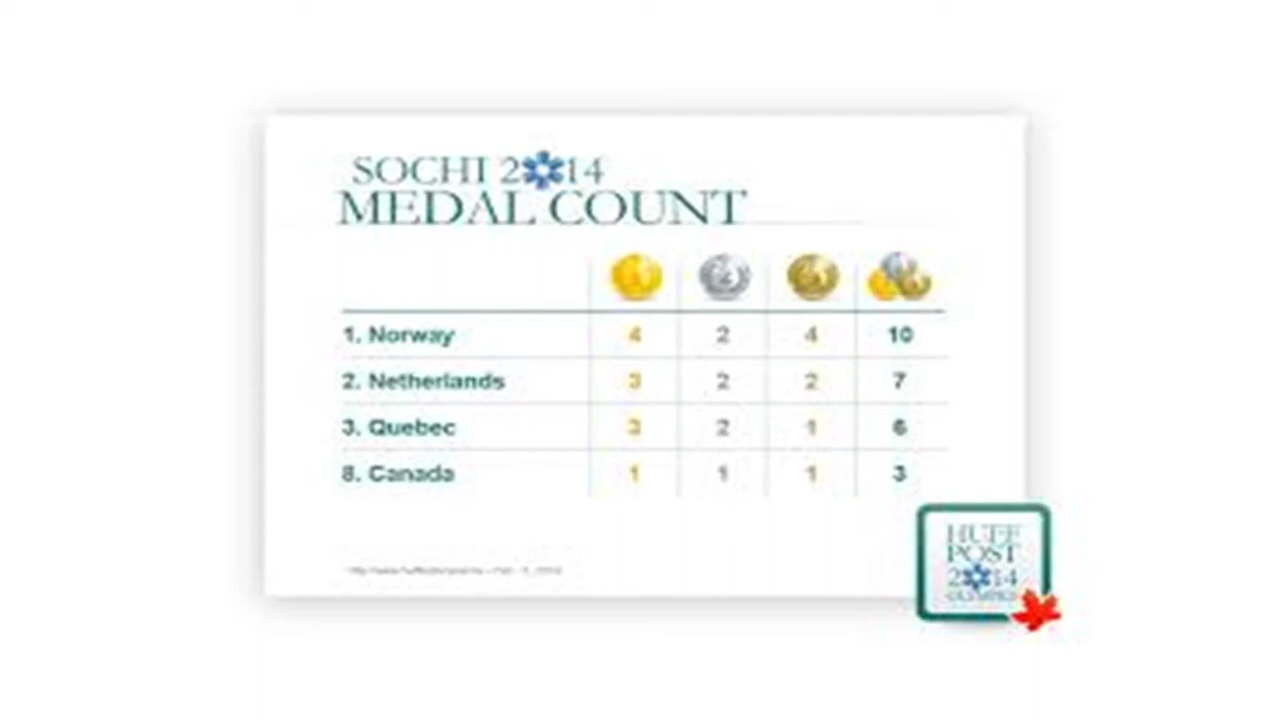 SOCHI 2014
MEDAL COUNT
1. Norway 4 2 4 10
2. Netherlands 3 2 2 7
3. Quebec 3 2 1 6
8. Canada 1 1 1 3
HUFF
POST
2014
OLYMPICS